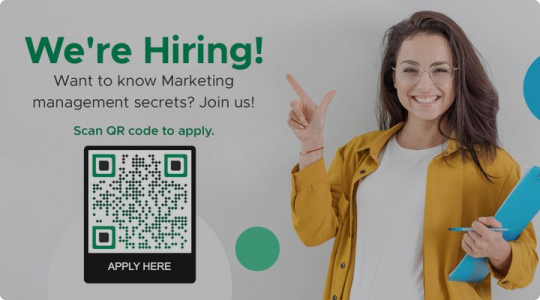 We're Hiring!
Want to know Marketing
management secrets? Join us!
Scan QR code to apply.
APPLY HERE